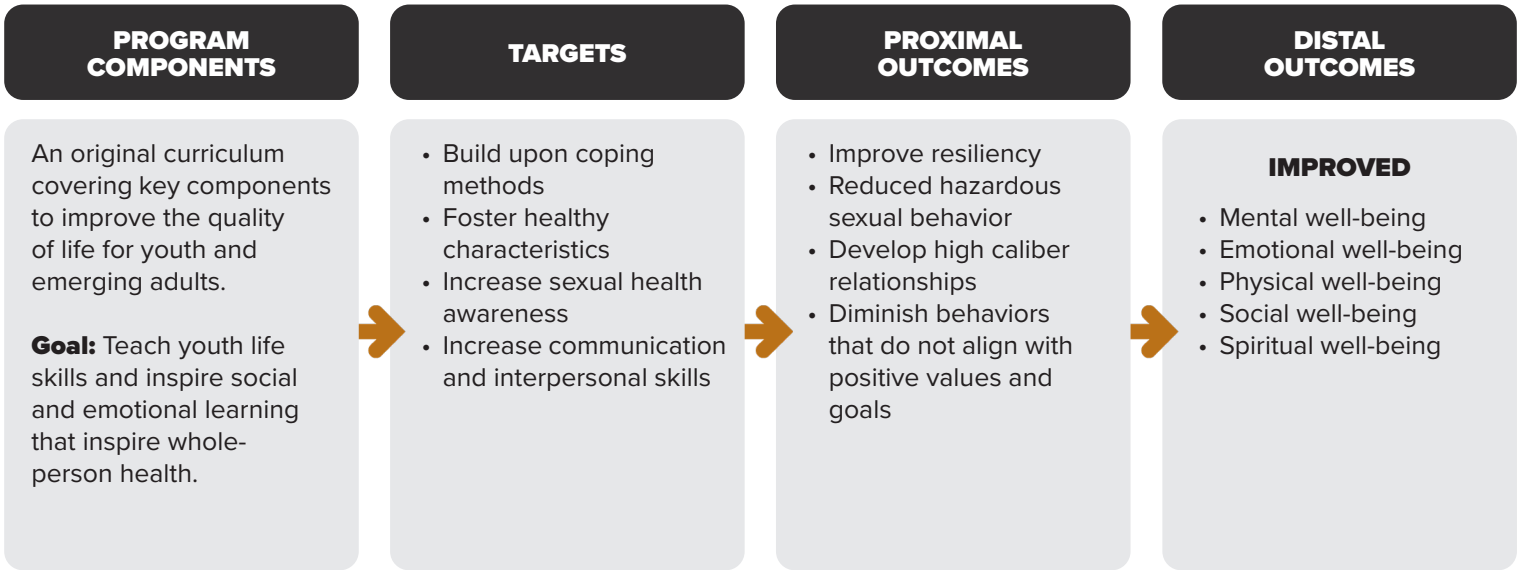 PROGRAM
COMPONENTS
An original curriculum
covering key components
to improve the quality
of life for youth and
emerging adults.
Goal: Teach youth life
skills and inspire social
and emotional learning
that inspire whole-
person health.
TARGETS
• Build upon coping
methods
• Foster healthy
characteristics
• Increase sexual health
awareness
• Increase communication
and interpersonal skills
PROXIMAL
OUTCOMES
• Improve resiliency
• Reduced hazardous
sexual behavior
• Develop high caliber
relationships
• Diminish behaviors
that do not align with
positive values and
goals
DISTAL
OUTCOMES
IMPROVED
• Mental well-being
• Emotional well-being
• Physical well-being
• Social well-being
• Spiritual well-being